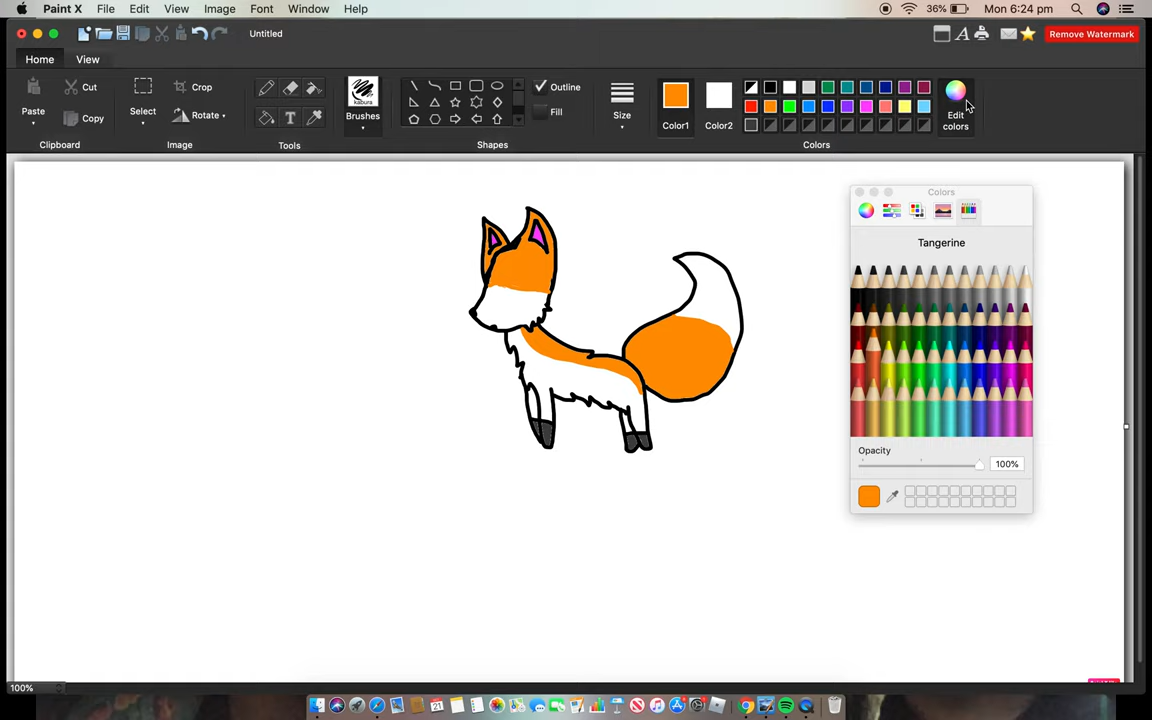 Paint X File Edit View Image Font Window Help 36% Mon 6:24 pm
Untitled Remove Watermark
Home View
Paste Cut Copy Select Crop Rotate Brushes Outline Fill Size Color1 Color2 Edit colors
Clipboard Image Tools Shapes Colors
Colors
Tangerine
Opacity
100%
100%